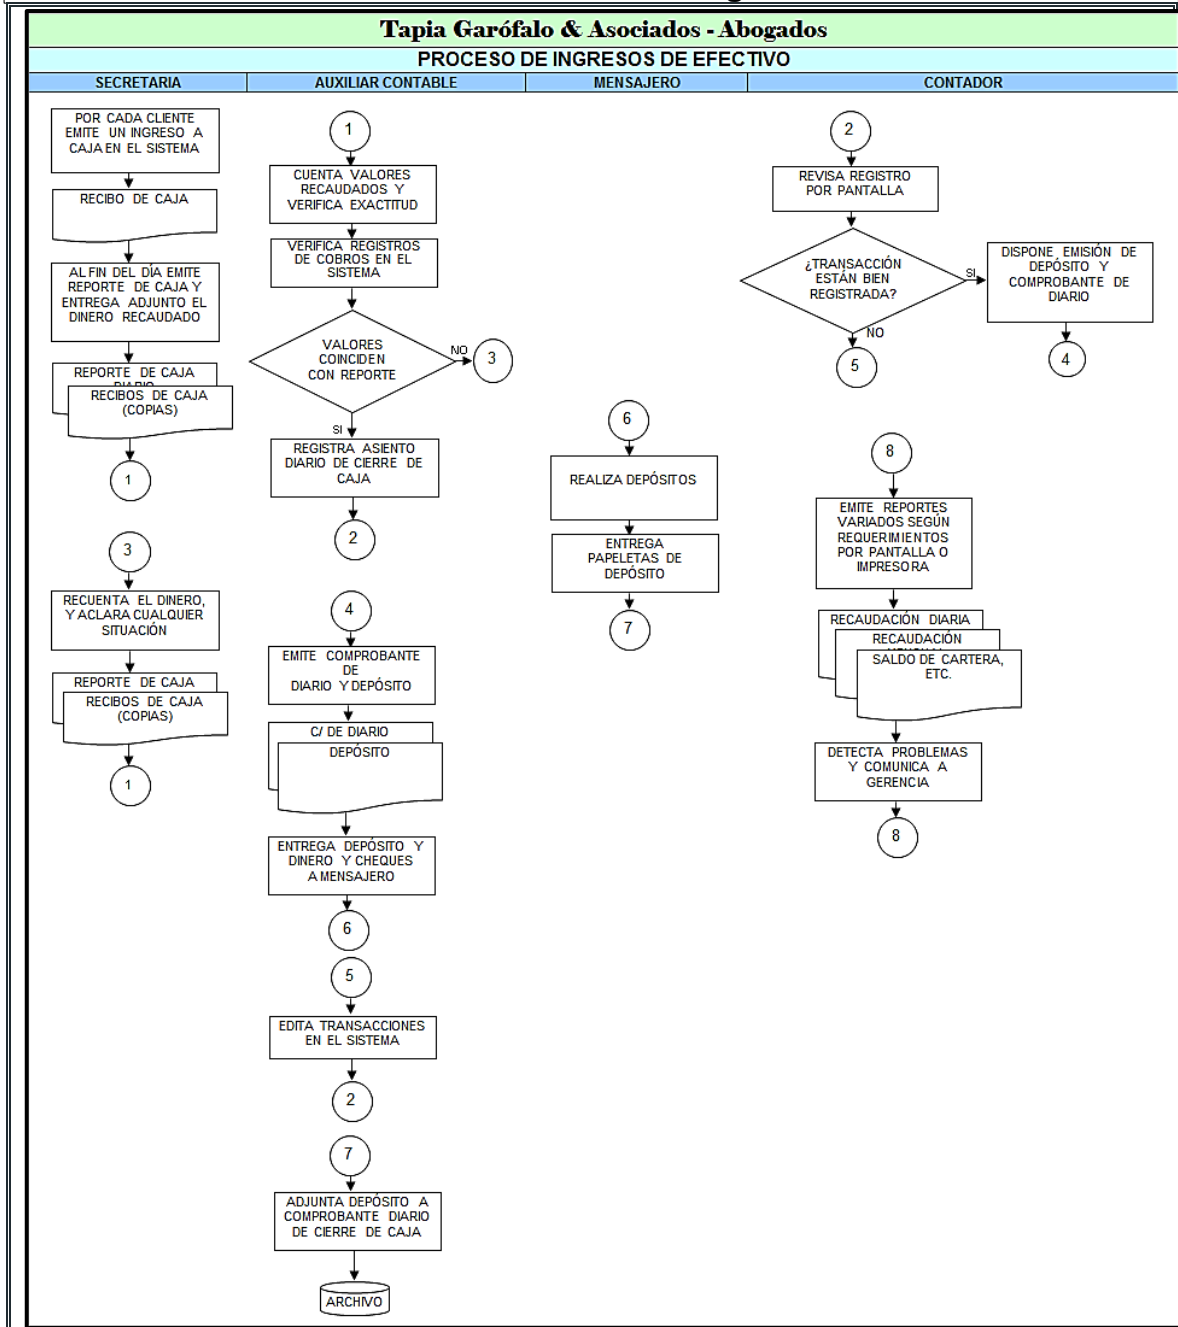 Tapia Garófalo & Asociados - Abogados
PROCESO DE INGRESOS DE EFECTIVO
SECRETARIA
AUXILIAR CONTABLE
MENSAJERO
CONTADOR
POR CADA CLIENTE
EMITE UN INGRESO A
CAJA EN EL SISTEMA
RECIBO DE CAJA
AL FIN DEL DÍA EMITE
REPORTE DE CAJA Y
ENTREGA ADJUNTO EL
DINERO RECAUDADO
REPORTE DE CAJA
DIARIO
RECIBOS DE CAJA
(COPIAS)
1
3
RECUENTA EL DINERO,
Y ACLARA CUALQUIER
SITUACIÓN
REPORTE DE CAJA
RECIBOS DE CAJA
(COPIAS)
1
1
CUENTA VALORES
RECAUDADOS Y
VERIFICA EXACTITUD
VERIFICA REGISTROS
DE COBROS EN EL
SISTEMA
VALORES
COINCIDEN
CON REPORTE
NO
3
SI
REGISTRA ASIENTO
DIARIO DE CIERRE DE
CAJA
2
4
EMITE COMPROBANTE
DE
DIARIO Y DEPÓSITO
C/ DE DIARIO
DEPÓSITO
ENTREGA DEPÓSITO Y
DINERO Y CHEQUES
A MENSAJERO
6
5
EDITA TRANSACCIONES
EN EL SISTEMA
2
7
ADJUNTA DEPÓSITO A
COMPROBANTE DIARIO
DE CIERRE DE CAJA
ARCHIVO
6
REALIZA DEPÓSITOS
ENTREGA
PAPELETAS DE
DEPÓSITO
7
2
REVISA REGISTRO
POR PANTALLA
¿TRANSACCIÓN
ESTÁN BIEN
REGISTRADA?
SI
DISPONE EMISIÓN DE
DEPÓSITO Y
COMPROBANTE DE
DIARIO
4
NO
5
8
EMITE REPORTES
VARIADOS SEGÚN
REQUERIMIENTOS
POR PANTALLA O
IMPRESORA
RECAUDACIÓN DIARIA
RECAUDACIÓN
SALDO DE CARTERA,
ETC.
DETECTA PROBLEMAS
Y COMUNICA A
GERENCIA
8